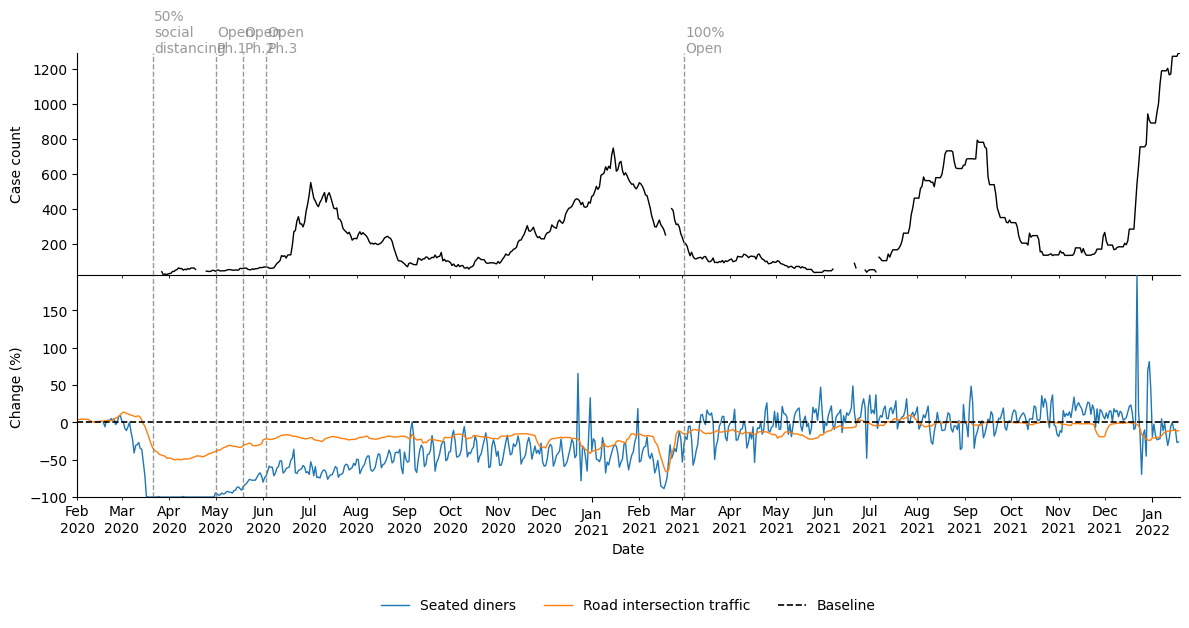 50%
social
distancing
Open
Ph.1
Open
Ph.2
Open
Ph.3
100%
Open
Case count
1200
1000
800
600
400
200
Change (%)
150
100
50
0
−50
−100
Feb
2020
Mar
2020
Apr
2020
May
2020
Jun
2020
Jul
2020
Aug
2020
Sep
2020
Oct
2020
Nov
2020
Dec
2020
Jan
2021
Feb
2021
Mar
2021
Apr
2021
May
2021
Jun
2021
Jul
2021
Aug
2021
Sep
2021
Oct
2021
Nov
2021
Dec
2021
Jan
2022
Date
Seated diners
Road intersection traffic
Baseline